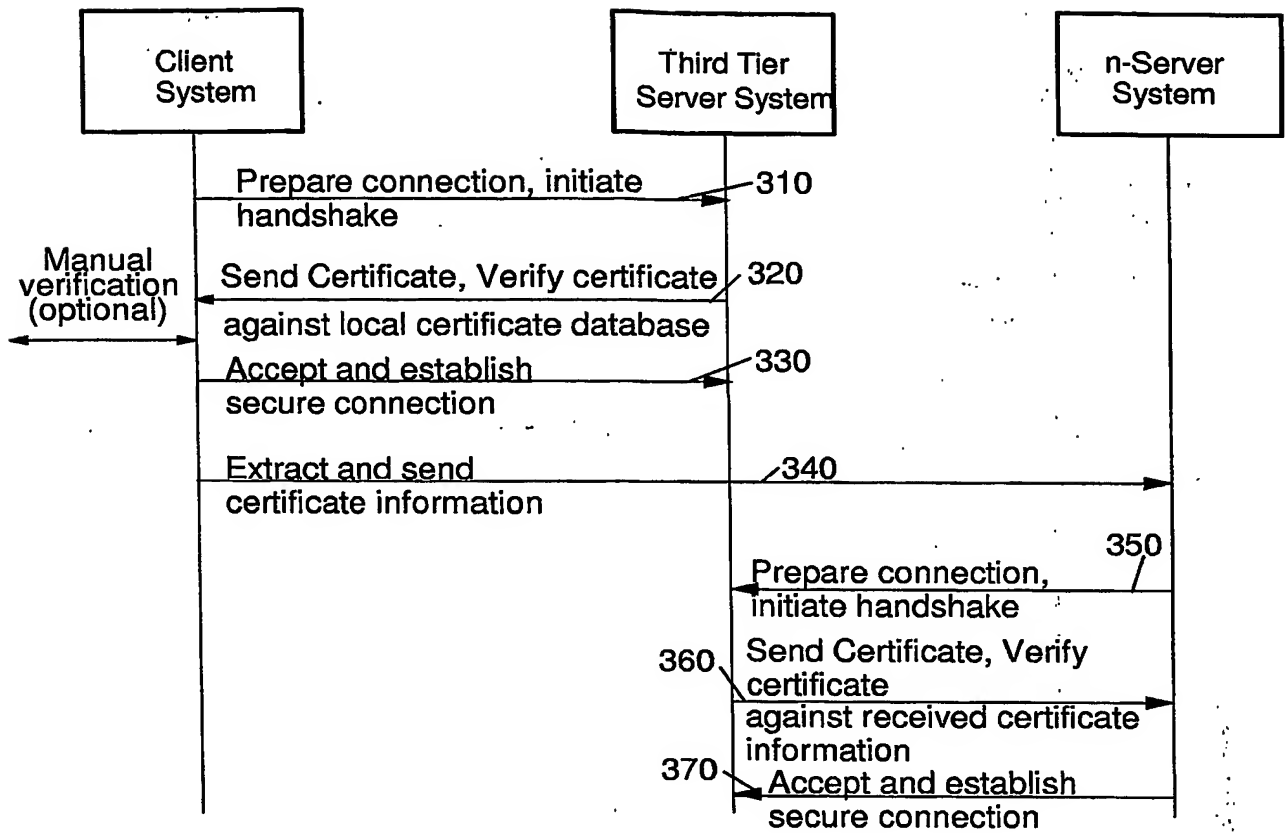 Client
System
Third Tier
Server System
n-Server
System
Prepare connection, initiate
handshake
310
Manual
verification
(optional)
Send Certificate, Verify certificate
against local certificate database
320
Accept and establish
secure connection
330
Extract and send
certificate information
340
350
Prepare connection,
initiate handshake
360
Send Certificate, Verify
certificate
against received certificate
information
370
Accept and establish
secure connection